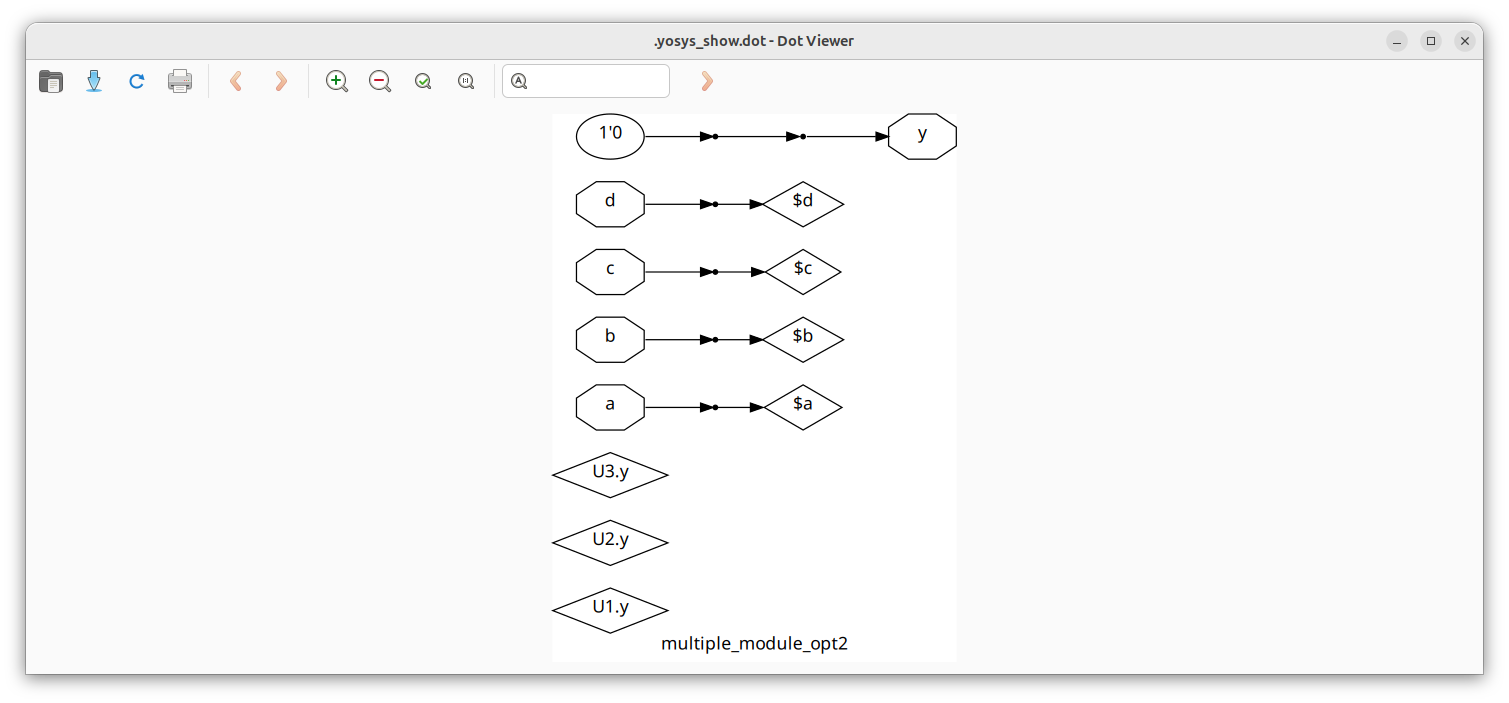 .yosys_show.dot - Dot Viewer
1'0
y
d
$d
c
$c
b
$b
a
$a
U3.y
U2.y
U1.y
multiple_module_opt2